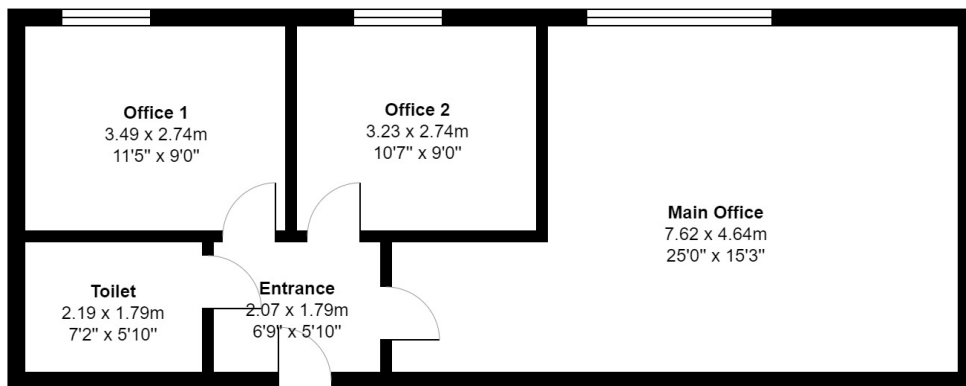 Office 1
3.49 x 2.74m
11'5" x 9'0"
Office 2
3.23 x 2.74m
10'7" x 9'0"
Main Office
7.62 x 4.64m
25'0" x 15'3"
Toilet
2.19 x 1.79m
7'2" x 5'10"
Entrance
2.07 x 1.79m
6'9" x 5'10"